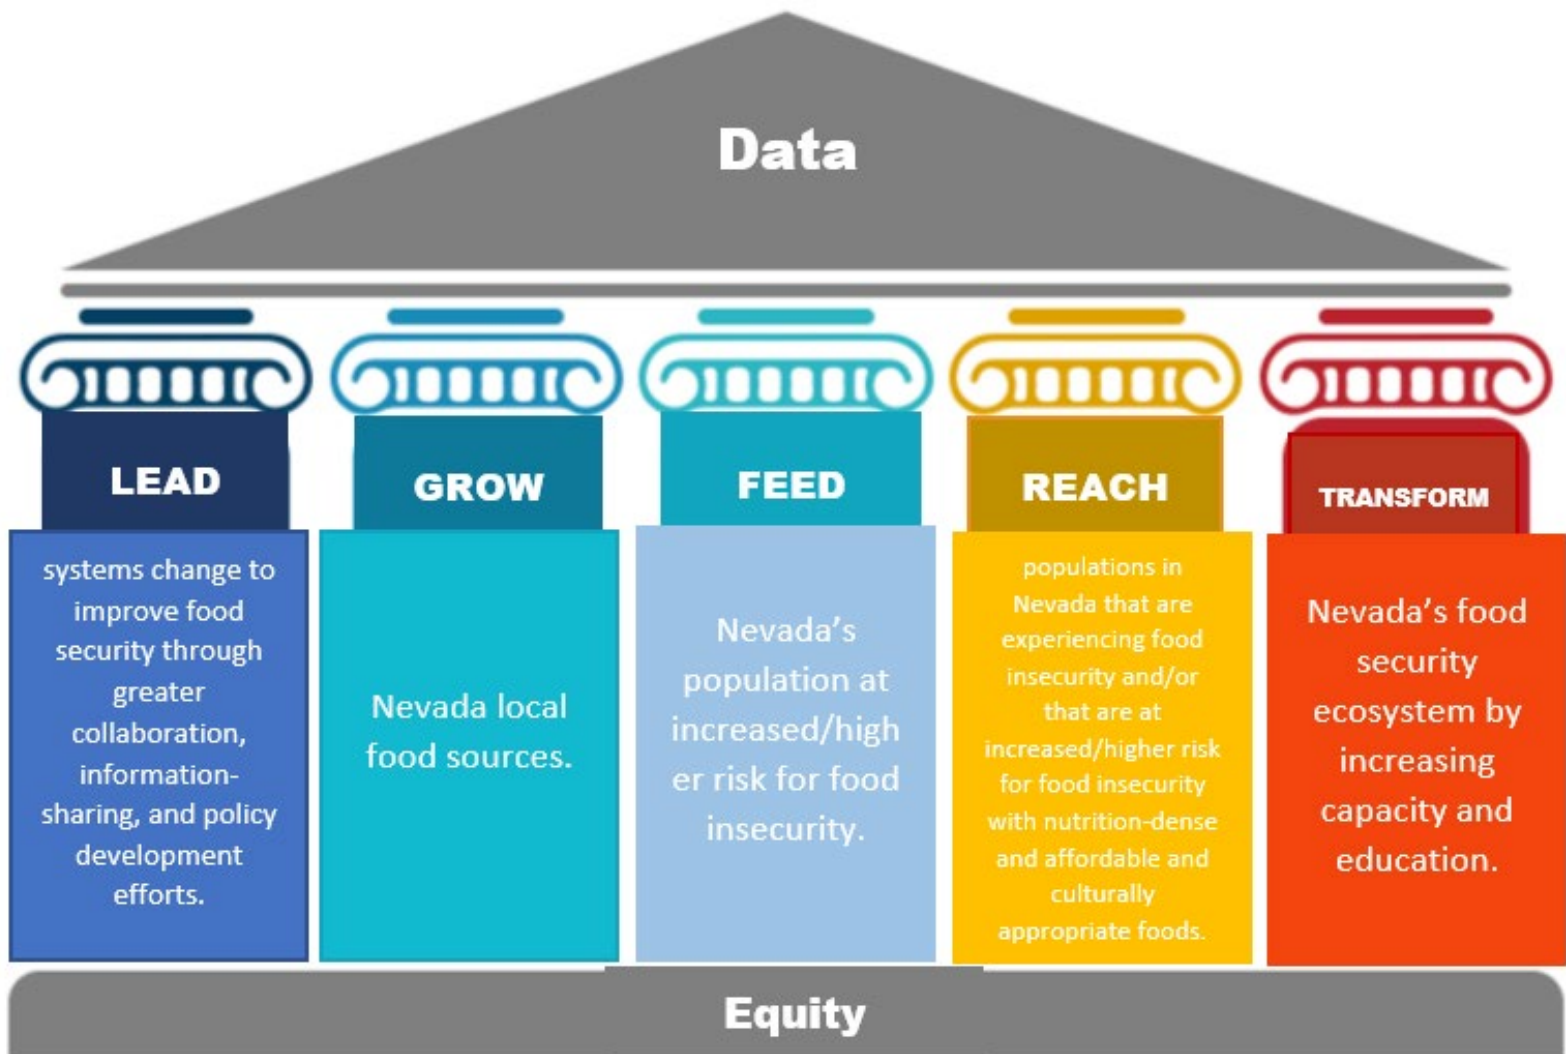 Data
LEAD
systems change to
improve food
security through
greater
collaboration,
information-
sharing, and policy
development
efforts.
GROW
Nevada local
food sources.
FEED
Nevada’s
population at
increased/high
er risk for food
insecurity.
REACH
populations in
Nevada that are
experiencing food
insecurity and/or
that are at
increased/higher risk
for food insecurity
with nutrition-dense
and affordable and
culturally
appropriate foods.
TRANSFORM
Nevada’s food
security
ecosystem by
increasing
capacity and
education.
Equity